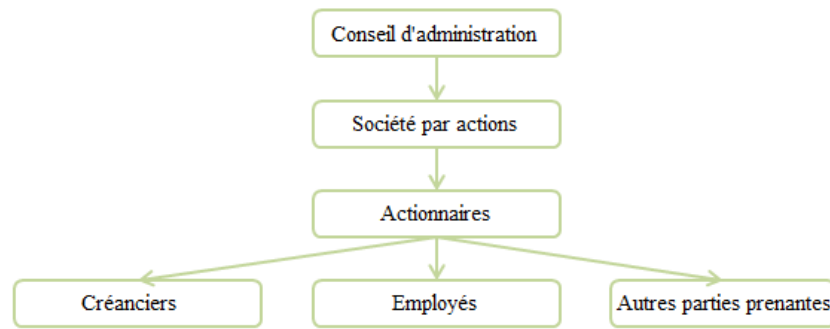 Conseil d'administration
Société par actions
Actionnaires
Créanciers
Employés
Autres parties prenantes